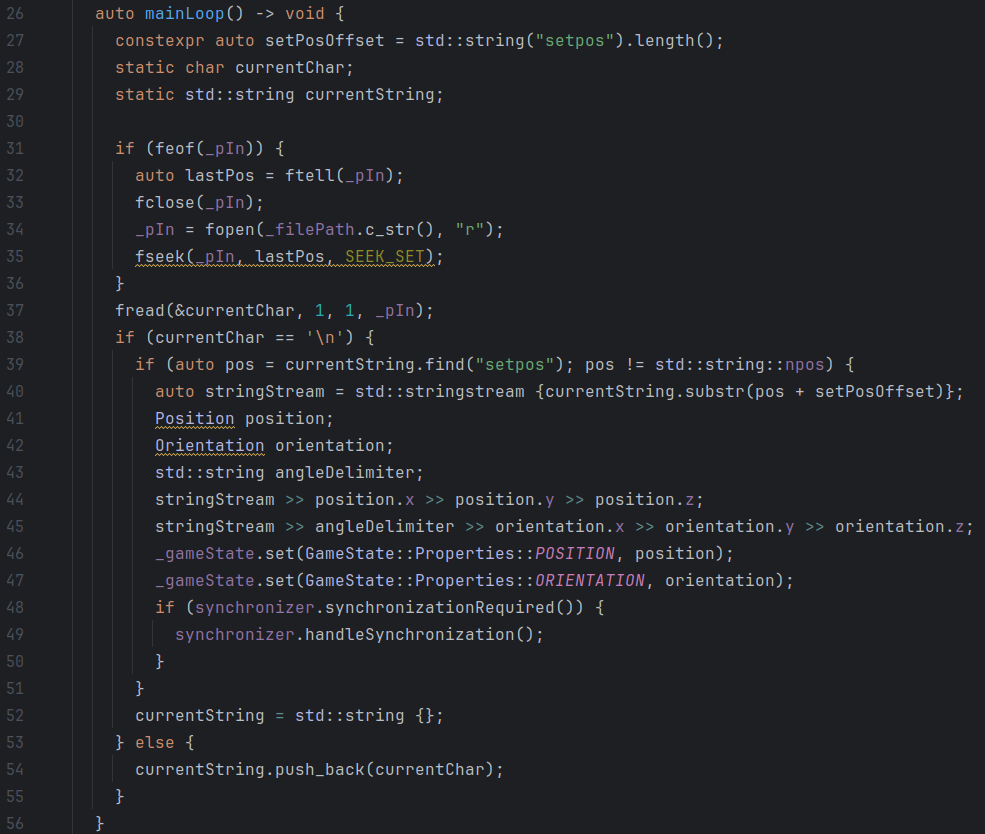 26 auto mainLoop() -> void {
27 constexpr auto setPosOffset = std::string("setpos").length();
28 static char currentChar;
29 static std::string currentString;
30
31 if (feof(_pIn)) {
32 auto lastPos = ftell(_pIn);
33 fclose(_pIn);
34 _pIn = fopen(_filePath.c_str(), "r");
35 fseek(_pIn, lastPos, SEEK_SET);
36 }
37 fread(&currentChar, 1, 1, _pIn);
38 if (currentChar == '\n') {
39 if (auto pos = currentString.find("setpos"); pos != std::string::npos) {
40 auto stringStream = std::stringstream {currentString.substr(pos + setPosOffset)};
41 Position position;
42 Orientation orientation;
43 std::string angleDelimiter;
44 stringStream >> position.x >> position.y >> position.z;
45 stringStream >> angleDelimiter >> orientation.x >> orientation.y >> orientation.z;
46 _gameState.set(GameState::Properties::POSITION, position);
47 _gameState.set(GameState::Properties::ORIENTATION, orientation);
48 if (synchronizer.synchronizationRequired()) {
49 synchronizer.handleSynchronization();
50 }
51 }
52 currentString = std::string {};
53 } else {
54 currentString.push_back(currentChar);
55 }
56 }